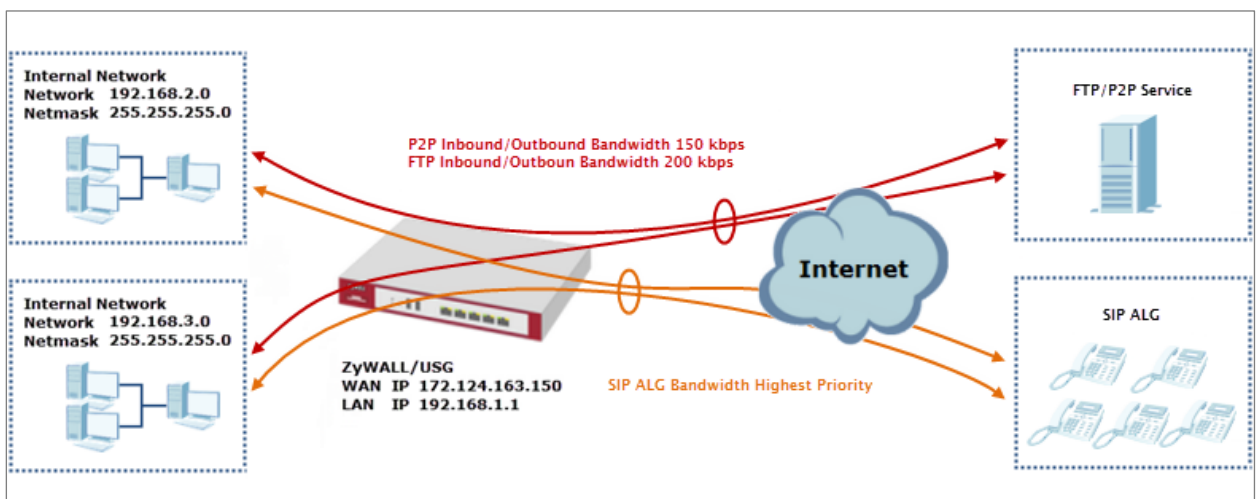 Internal Network
Network 192.168.2.0
Netmask 255.255.255.0
P2P Inbound/Outbound Bandwidth 150 kbps
FTP Inbound/Outboun Bandwidth 200 kbps
FTP/P2P Service
Internet
Internal Network
Network 192.168.3.0
Netmask 255.255.255.0
ZyWALL/USG
WAN IP 172.124.163.150
LAN IP 192.168.1.1
SIP ALG Bandwidth Highest Priority
SIP ALG